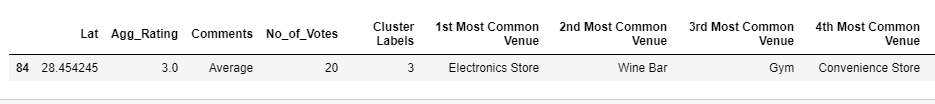 Lat Agg_Rating Comments No_of_Votes Cluster Labels 1st Most Common Venue 2nd Most Common Venue 3rd Most Common Venue 4th Most Common Venue
84 28.454245 3.0 Average 20 3 Electronics Store Wine Bar Gym Convenience Store